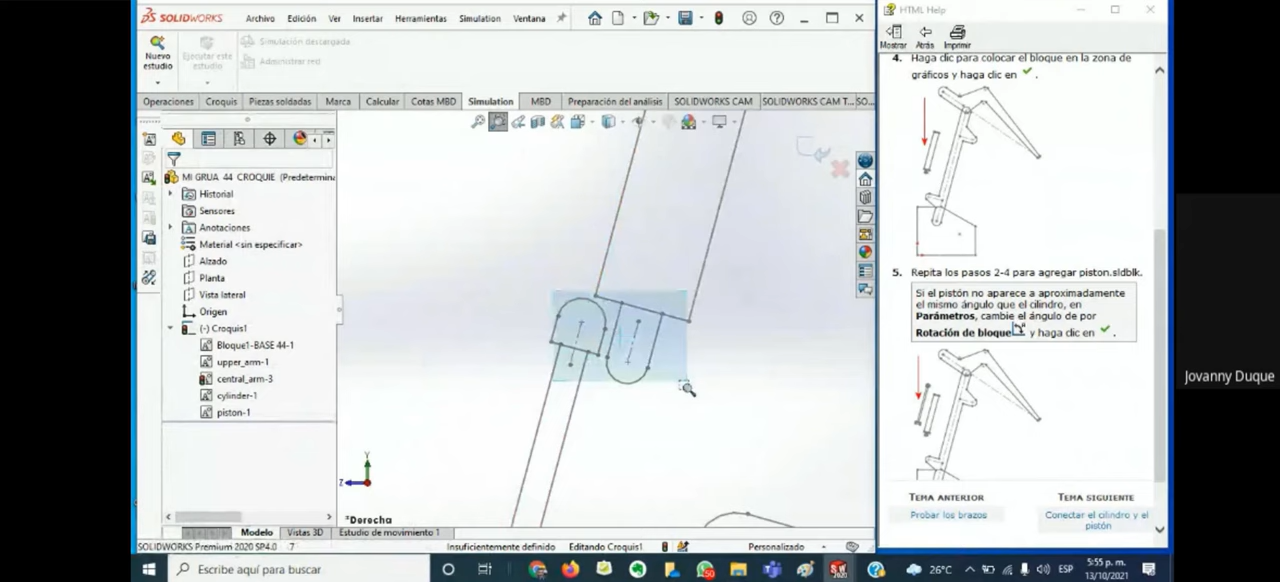 SOLIDWORKS
Archivo Edición Ver Insertar Herramientas Simulation Ventana
Nuevo estudio
Ejecutar este estudio
Simulación descargada
Administrar red
Operaciones Croquis Piezas soldadas Marca Calcular Cotas MBD Simulation MBD Preparación del análisis SOLIDWORKS CAM SOLIDWORKS CAM T... SO...
MI GRUA 44 CROQUIE (Predetermina
Historial
Sensores
Anotaciones
Material <sin especificar>
Alzado
Planta
Vista lateral
Origen
(-) Croquis1
Bloque1-BASE 44-1
upper_arm-1
central_arm-3
cylinder-1
piston-1
Y
Z
*Derecha
Modelo Vistas 3D Estudio de movimiento 1
SOLIDWORKS Premium 2020 SP4.0 7 Insuficientemente definido Editando Croquis1 Personalizado
HTML Help
Mostrar Atrás Imprimir
4. Haga clic para colocar el bloque en la zona de
gráficos y haga clic en .
5. Repita los pasos 2-4 para agregar piston.sldblk.
Si el pistón no aparece a aproximadamente
el mismo ángulo que el cilindro, en
Parámetros, cambie el ángulo de por
Rotación de bloque y haga clic en .
TEMA ANTERIOR
Probar los brazos
TEMA SIGUIENTE
Conectar el cilindro y el
pistón
Jovanny Duque
Escribe aquí para buscar
26°C
ESP
5:55 p. m.
13/10/2021